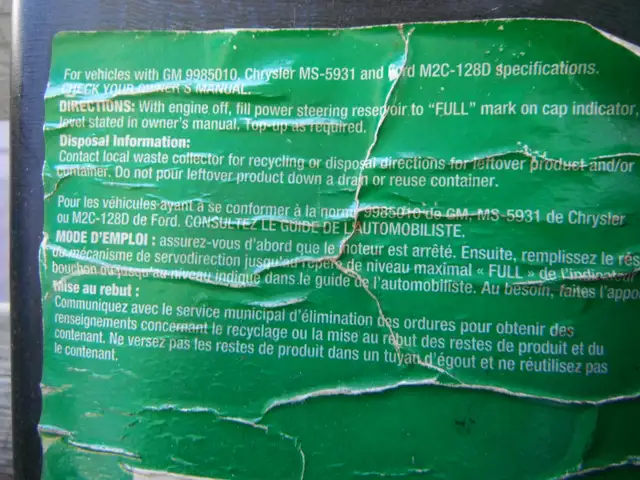 For vehicles with GM 9985010, Chrysler MS-5931 and Ford M2C-128D specifications.
CHECK YOUR OWNER'S MANUAL.
DIRECTIONS: With engine off, fill power steering reservoir to "FULL" mark on cap indicator
level stated in owner's manual. Top-up as required.
Disposal Information:
Contact local waste collector for recycling or disposal directions for leftover product and/or
container. Do not pour leftover product down a drain or reuse container.
Pour les véhicules ayant à se conformer à la norme 9985010 de GM, MS-5931 de Chrysler
ou M2C-128D de Ford. CONSULTEZ LE GUIDE DE L'AUTOMOBILISTE.
MODE D'EMPLOI : assurez-vous d'abord que le moteur est arrêté. Ensuite, remplissez le rés
du mécanisme de servodirection jusqu'au repère de niveau maximal « FULL » de l'indicateur
bouchon ou jusqu'au niveau indiqué dans le guide de l'automobiliste. Au besoin, faites l'appo
Mise au rebut :
Communiquez avec le service municipal d'élimination des ordures pour obtenir des
renseignements concernant le recyclage ou la mise au rebut des restes de produit et du
contenant. Ne versez pas les restes de produit dans un tuyau d'égout et ne réutilisez pas
le contenant.